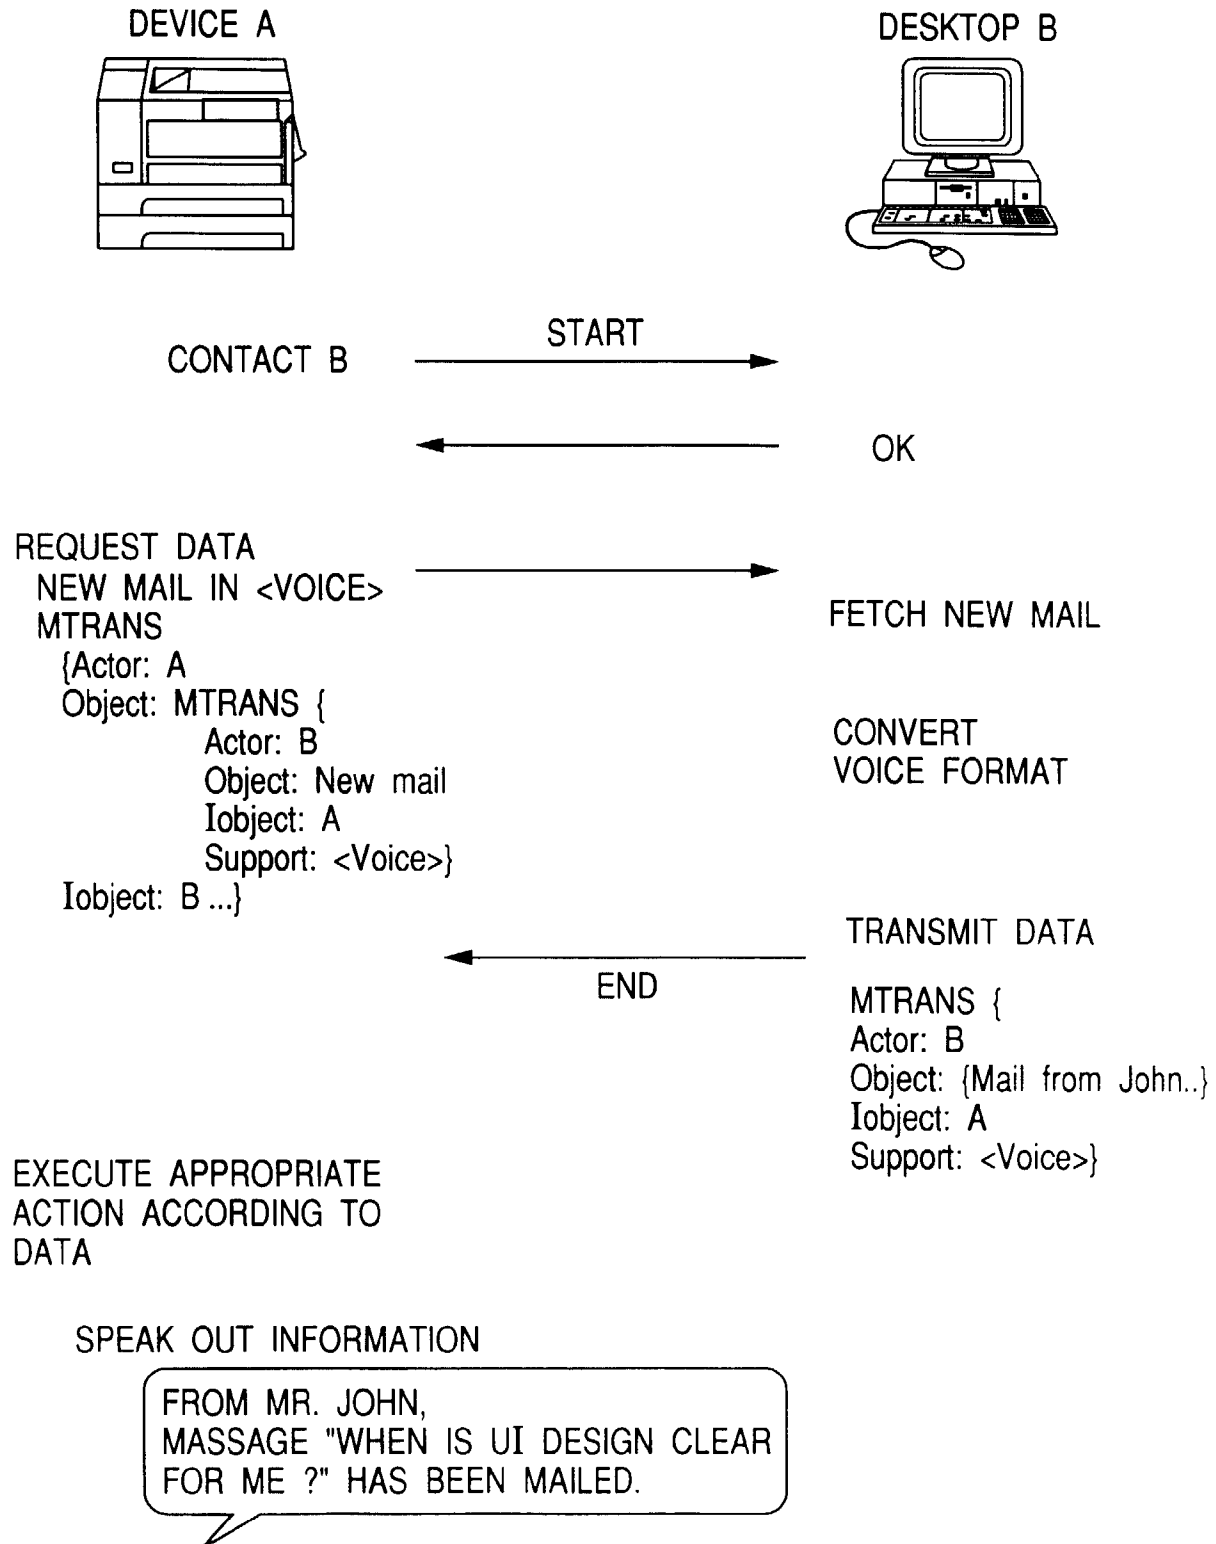 DEVICE A
DESKTOP B
START
CONTACT B
OK
REQUEST DATA
NEW MAIL IN <VOICE>
MTRANS
{Actor: A
Object: MTRANS {
Actor: B
Object: New mail
Iobject: A
Support: <Voice>}
Iobject: B ...}
FETCH NEW MAIL
CONVERT
VOICE FORMAT
TRANSMIT DATA
END
MTRANS {
Actor: B
Object: {Mail from John..}
Iobject: A
Support: <Voice>}
EXECUTE APPROPRIATE
ACTION ACCORDING TO
DATA
SPEAK OUT INFORMATION
FROM MR. JOHN,
MASSAGE "WHEN IS UI DESIGN CLEAR
FOR ME ?" HAS BEEN MAILED.